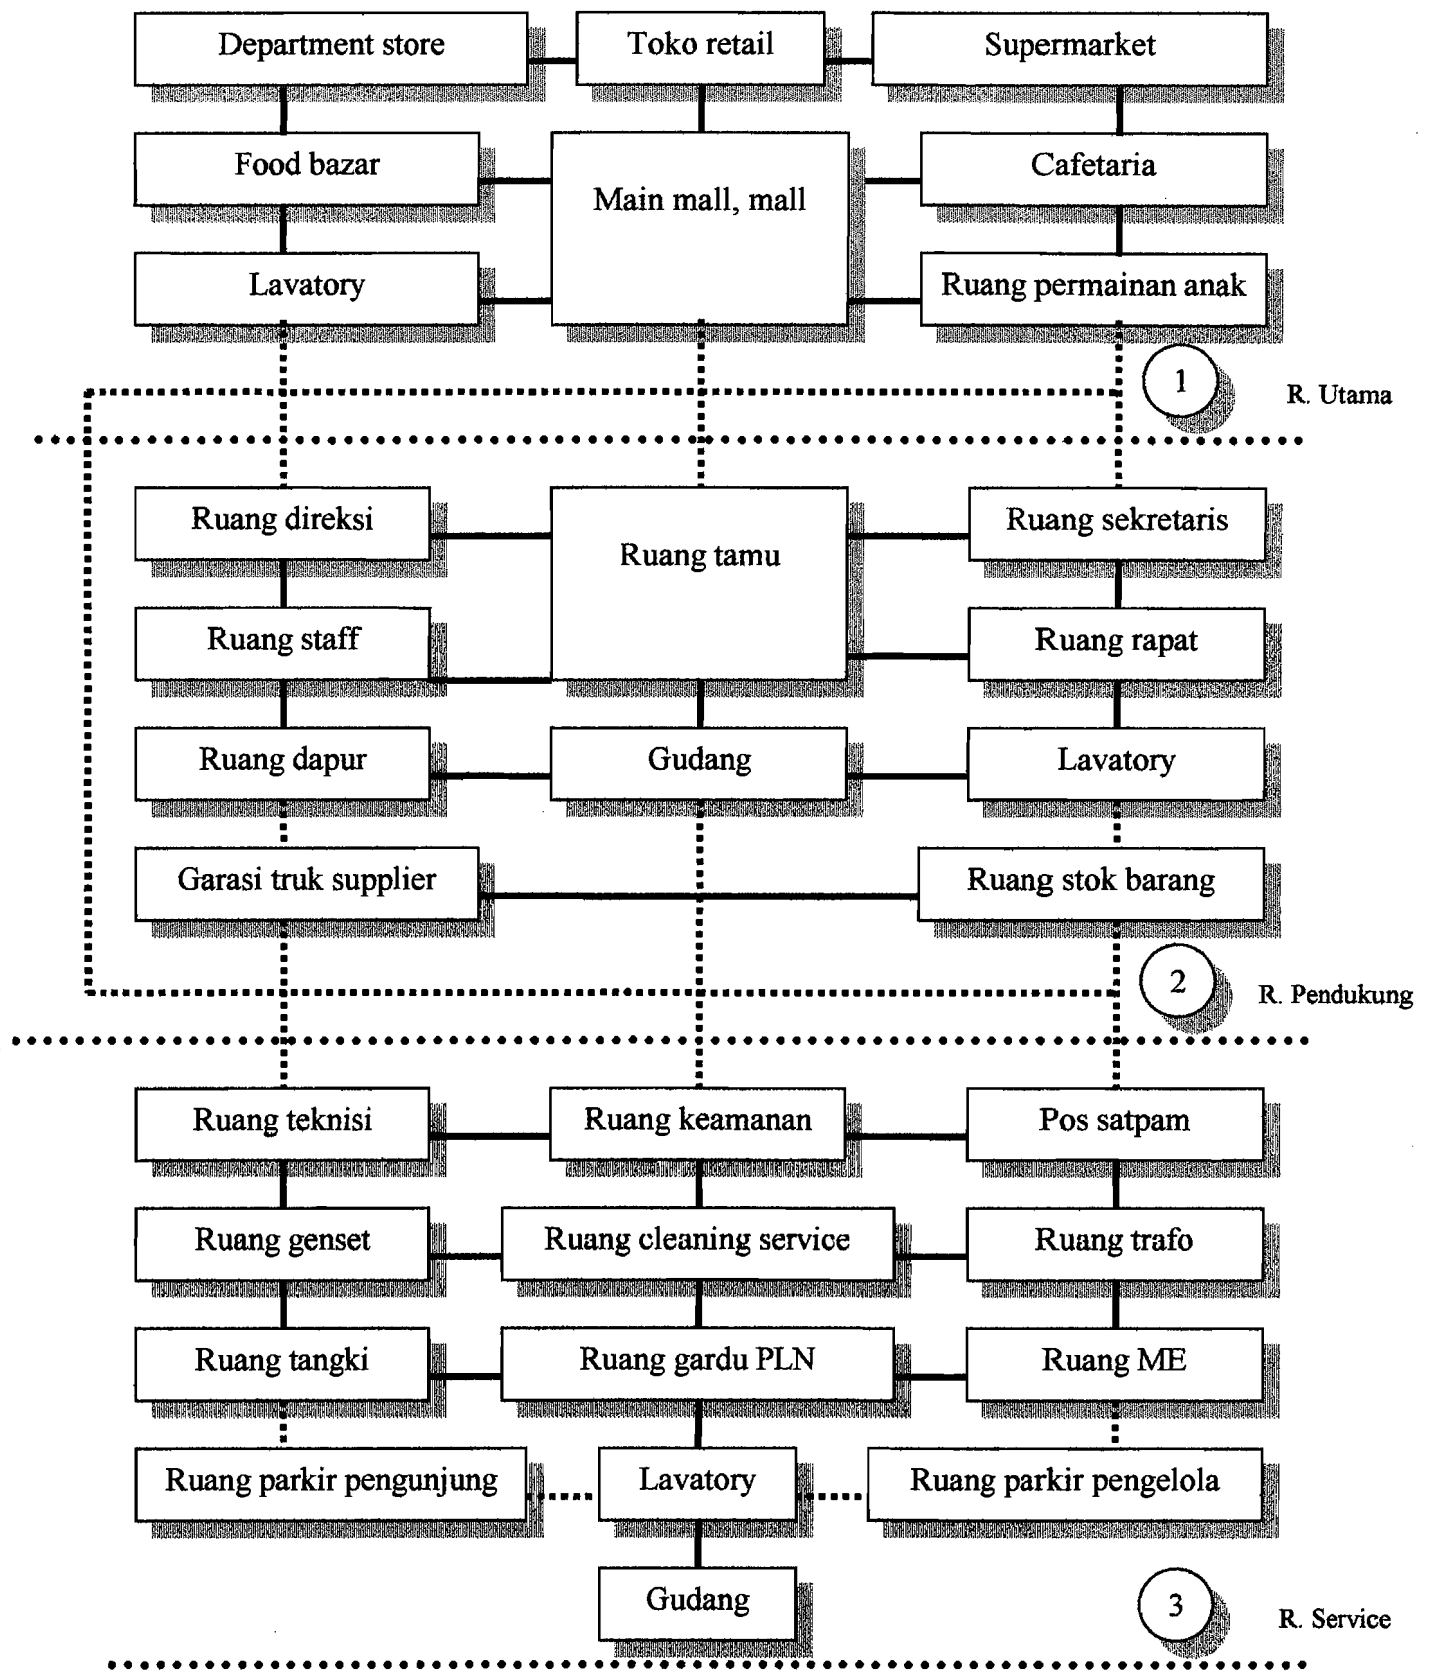 Department store
Toko retail
Supermarket
Food bazar
Main mall, mall
Cafetaria
Lavatory
Ruang permainan anak
1
R. Utama
Ruang direksi
Ruang tamu
Ruang sekretaris
Ruang staff
Ruang rapat
Ruang dapur
Gudang
Lavatory
Garasi truk supplier
Ruang stok barang
2
R. Pendukung
Ruang teknisi
Ruang keamanan
Pos satpam
Ruang genset
Ruang cleaning service
Ruang trafo
Ruang tangki
Ruang gardu PLN
Ruang ME
Ruang parkir pengunjung
Lavatory
Ruang parkir pengelola
Gudang
3
R. Service